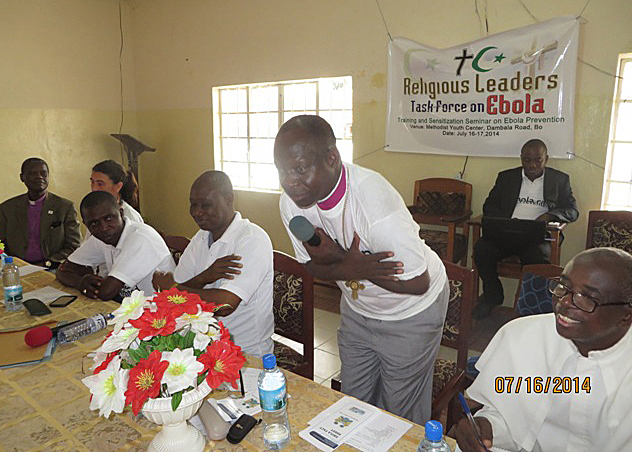 Religious Leaders
Task Force on Ebola
Training and Sensitization Seminar on Ebola Prevention
Venue: Methodist Youth Center, Dambala Road, Bo
Date: July 16-17, 2014
07/16/2014